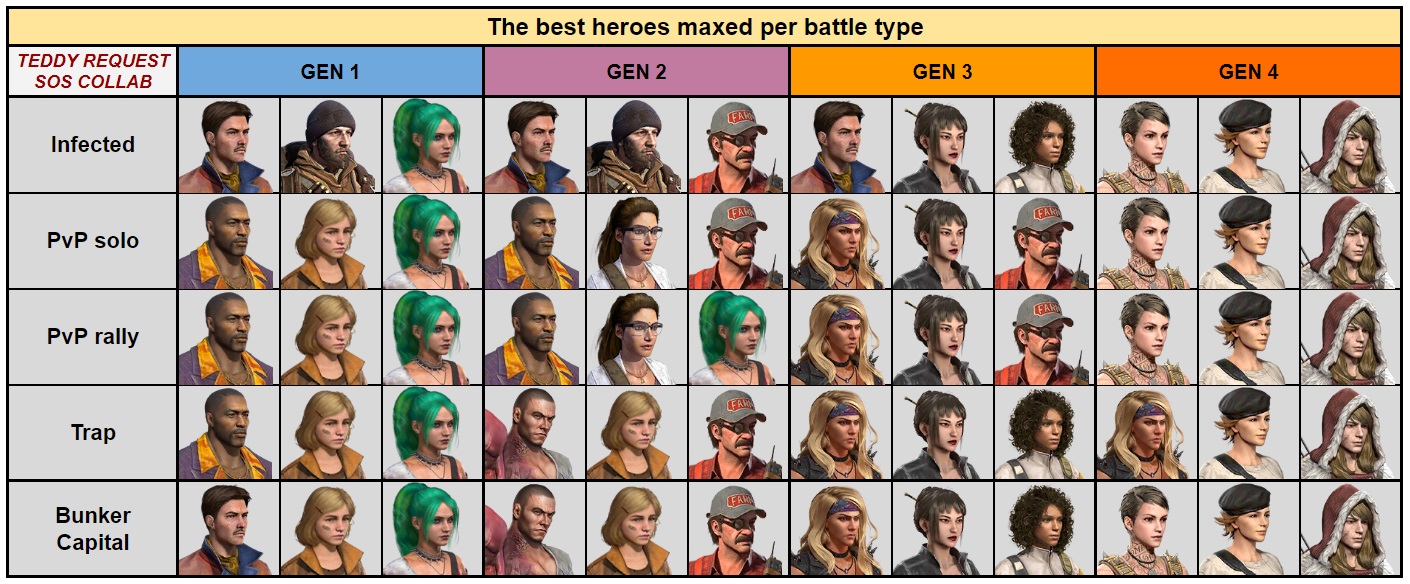 The best heroes maxed per battle type
TEDDY REQUEST
SOS COLLAB
GEN 1
GEN 2
GEN 3
GEN 4
Infected
PvP solo
PvP rally
Trap
Bunker
Capital